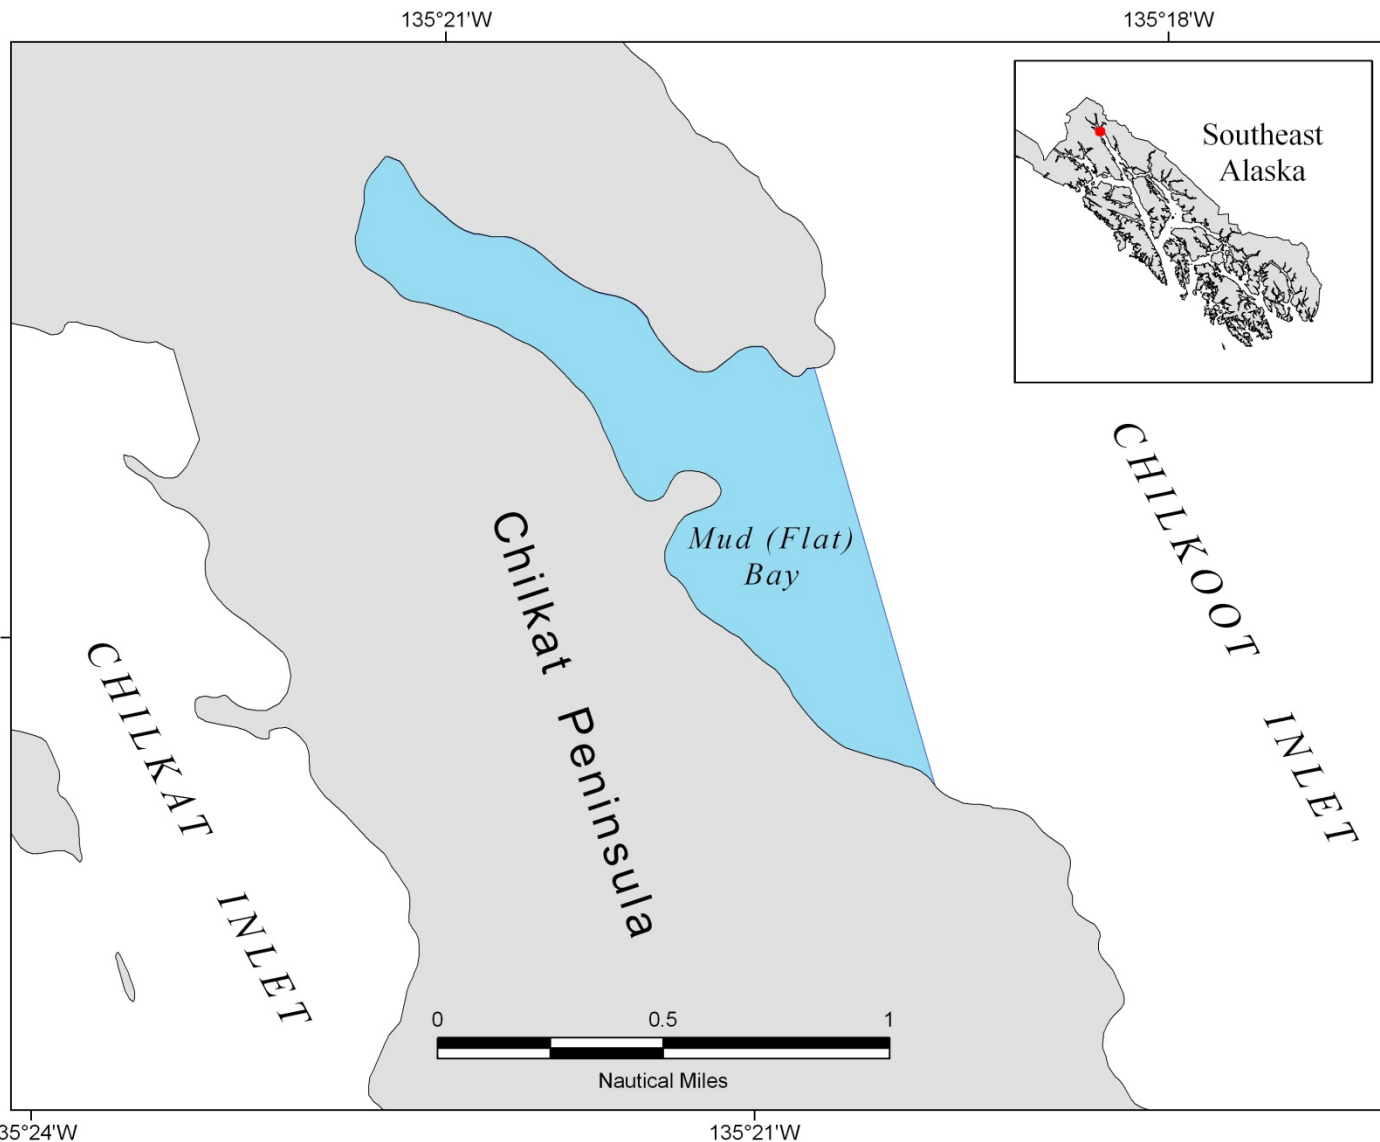 135°21'W
135°18'W
Southeast
Alaska
CHILKOOT INLET
Mud (Flat)
Bay
Chilkat Peninsula
CHILKAT INLET
0
0.5
1
Nautical Miles
35°24'W
135°21'W